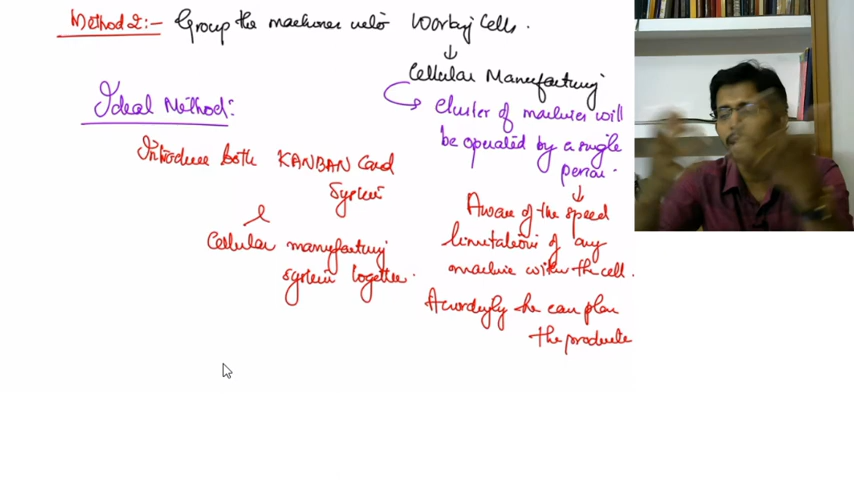 Method 2:- Group the machines into working Cells.
↓
Cellular Manufacturing
cluster of machines will
be operated by a single
person.
↓
Aware of the speed
limitations of any
machine within the cell.
Accordingly he can plan
the products
Ideal Method:
Introduce both KANBAN Card
System
&
Cellular manufacturing
system together.